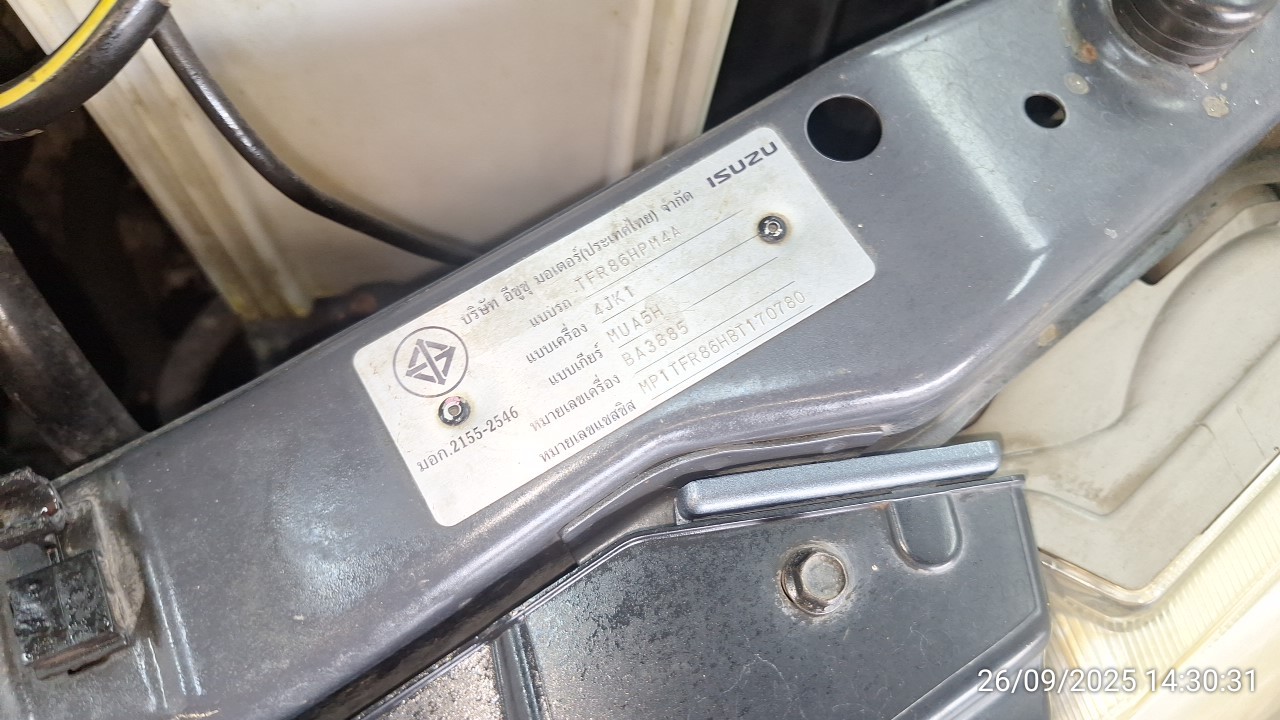 ISUZU
บริษัท อีซูซุ มอเตอร์(ประเทศไทย) จำกัด
แบบรถ TFR86HPM4A
แบบเครื่อง 4JK1
แบบเกียร์ MUA5H
หมายเลขเครื่อง BA3885
หมายเลขแชสซิส MP1TFR86HBT170780
มอก.2155-2546
26/09/2025 14:30:31